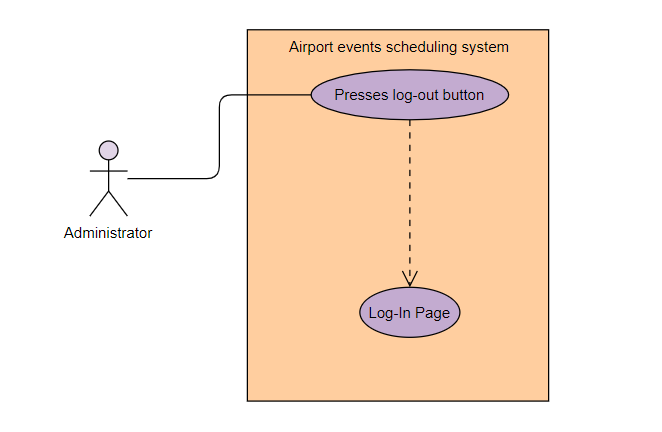 Airport events scheduling system
Presses log-out button
Administrator
Log-In Page